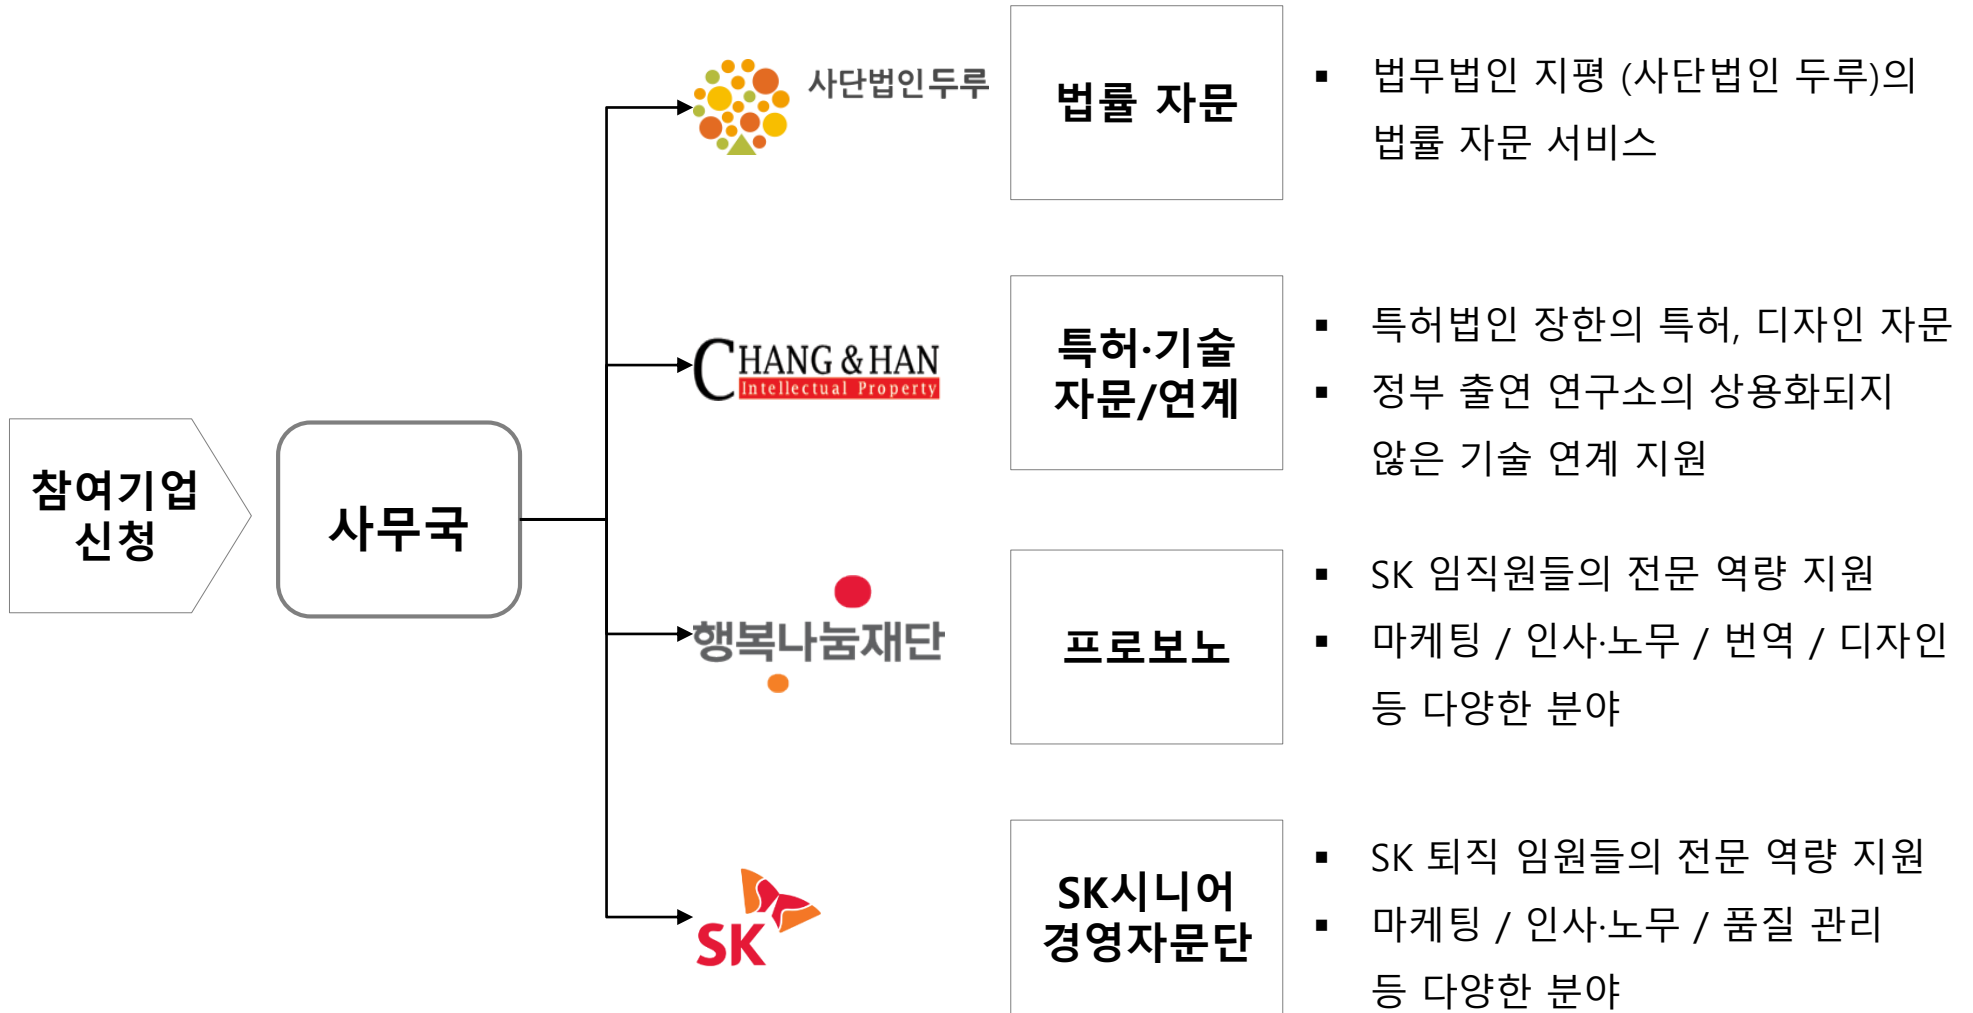 참여기업
신청
사무국
사단법인두루
법률 자문
▪ 법무법인 지평 (사단법인 두루)의
법률 자문 서비스
CHANG & HAN
Intellectual Property
특허·기술
자문/연계
▪ 특허법인 장한의 특허, 디자인 자문
▪ 정부 출연 연구소의 상용화되지
않은 기술 연계 지원
행복나눔재단
프로보노
▪ SK 임직원들의 전문 역량 지원
▪ 마케팅 / 인사·노무 / 번역 / 디자인
등 다양한 분야
SK
SK시니어
경영자문단
▪ SK 퇴직 임원들의 전문 역량 지원
▪ 마케팅 / 인사·노무 / 품질 관리
등 다양한 분야